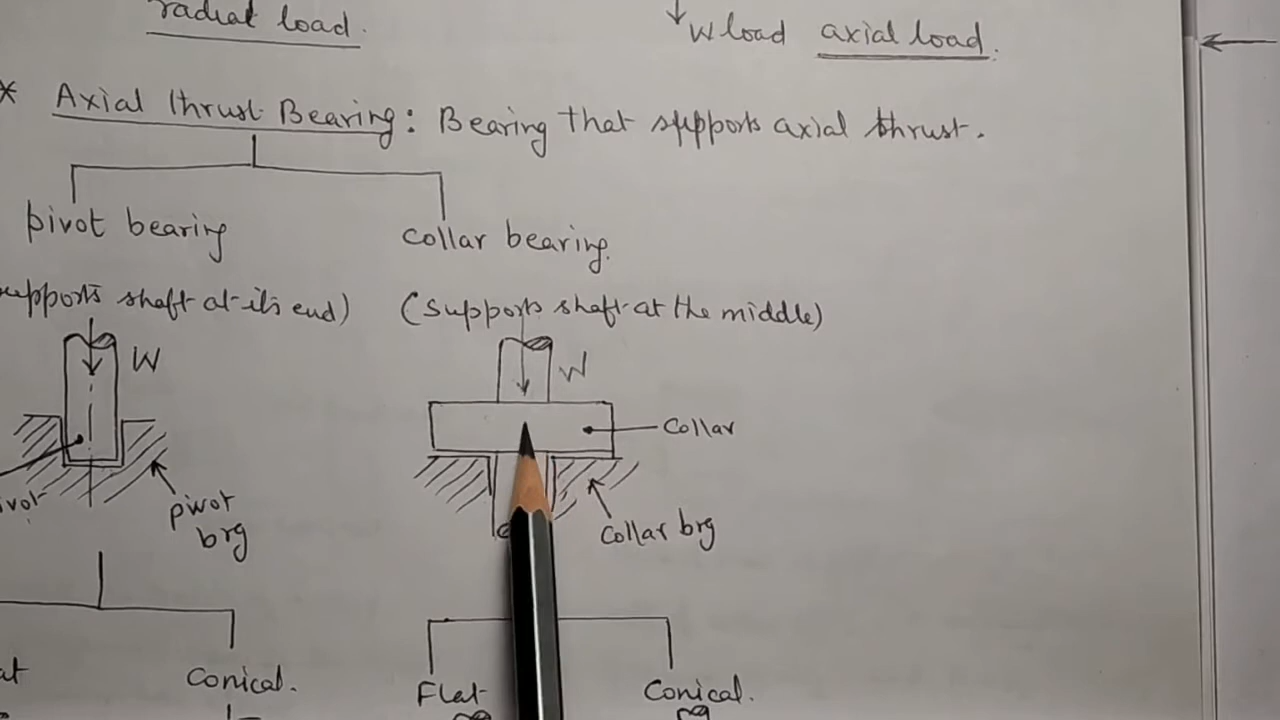 radial load.
W load axial load.
* Axial thrust Bearing: Bearing that supports axial thrust.
pivot bearing
collar bearing.
supports shaft at its end)
(supports shaft at the middle)
W
W
Collar
pivot brg
Collar brg
Conical.
Flat
Conical.